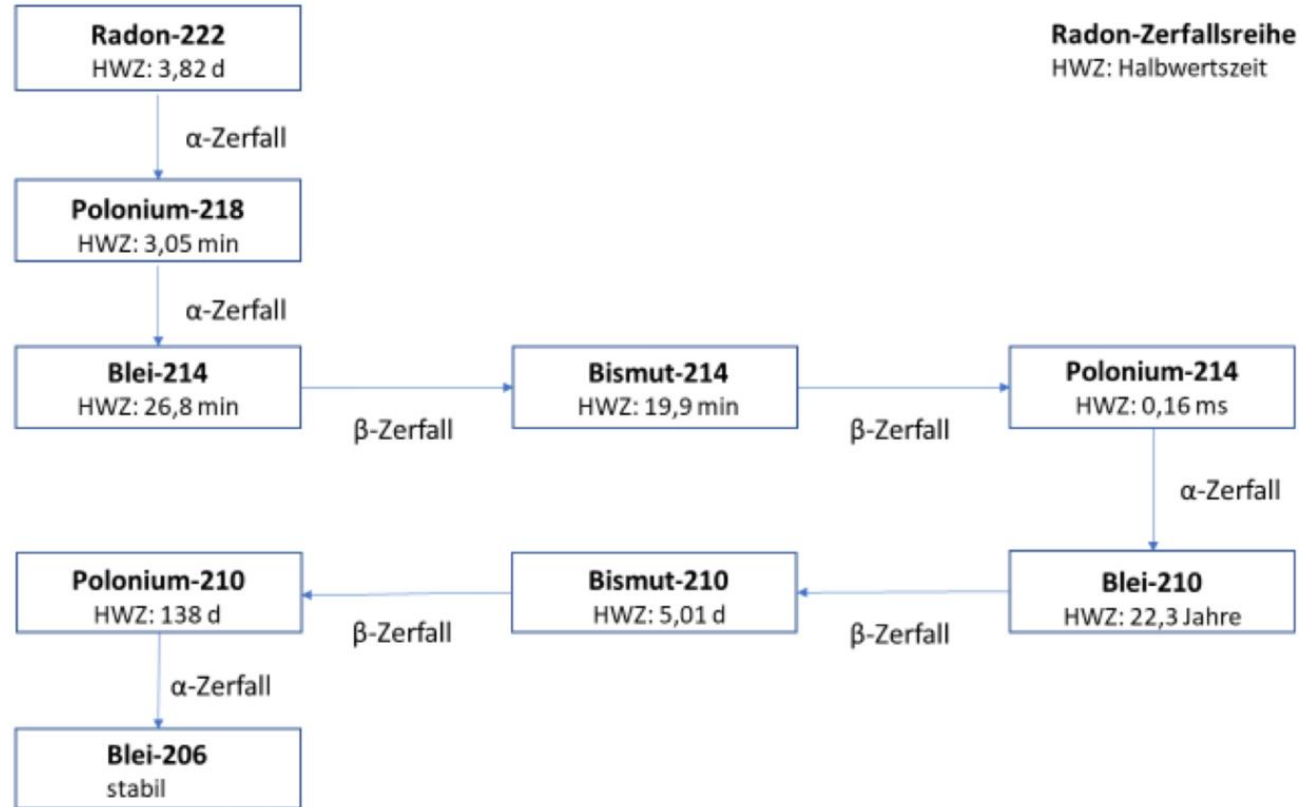 Radon-222
HWZ: 3,82 d
Radon-Zerfallsreihe
HWZ: Halbwertszeit
α-Zerfall
Polonium-218
HWZ: 3,05 min
α-Zerfall
Blei-214
HWZ: 26,8 min
β-Zerfall
Bismut-214
HWZ: 19,9 min
β-Zerfall
Polonium-214
HWZ: 0,16 ms
α-Zerfall
Blei-210
HWZ: 22,3 Jahre
β-Zerfall
Bismut-210
HWZ: 5,01 d
β-Zerfall
Polonium-210
HWZ: 138 d
α-Zerfall
Blei-206
stabil